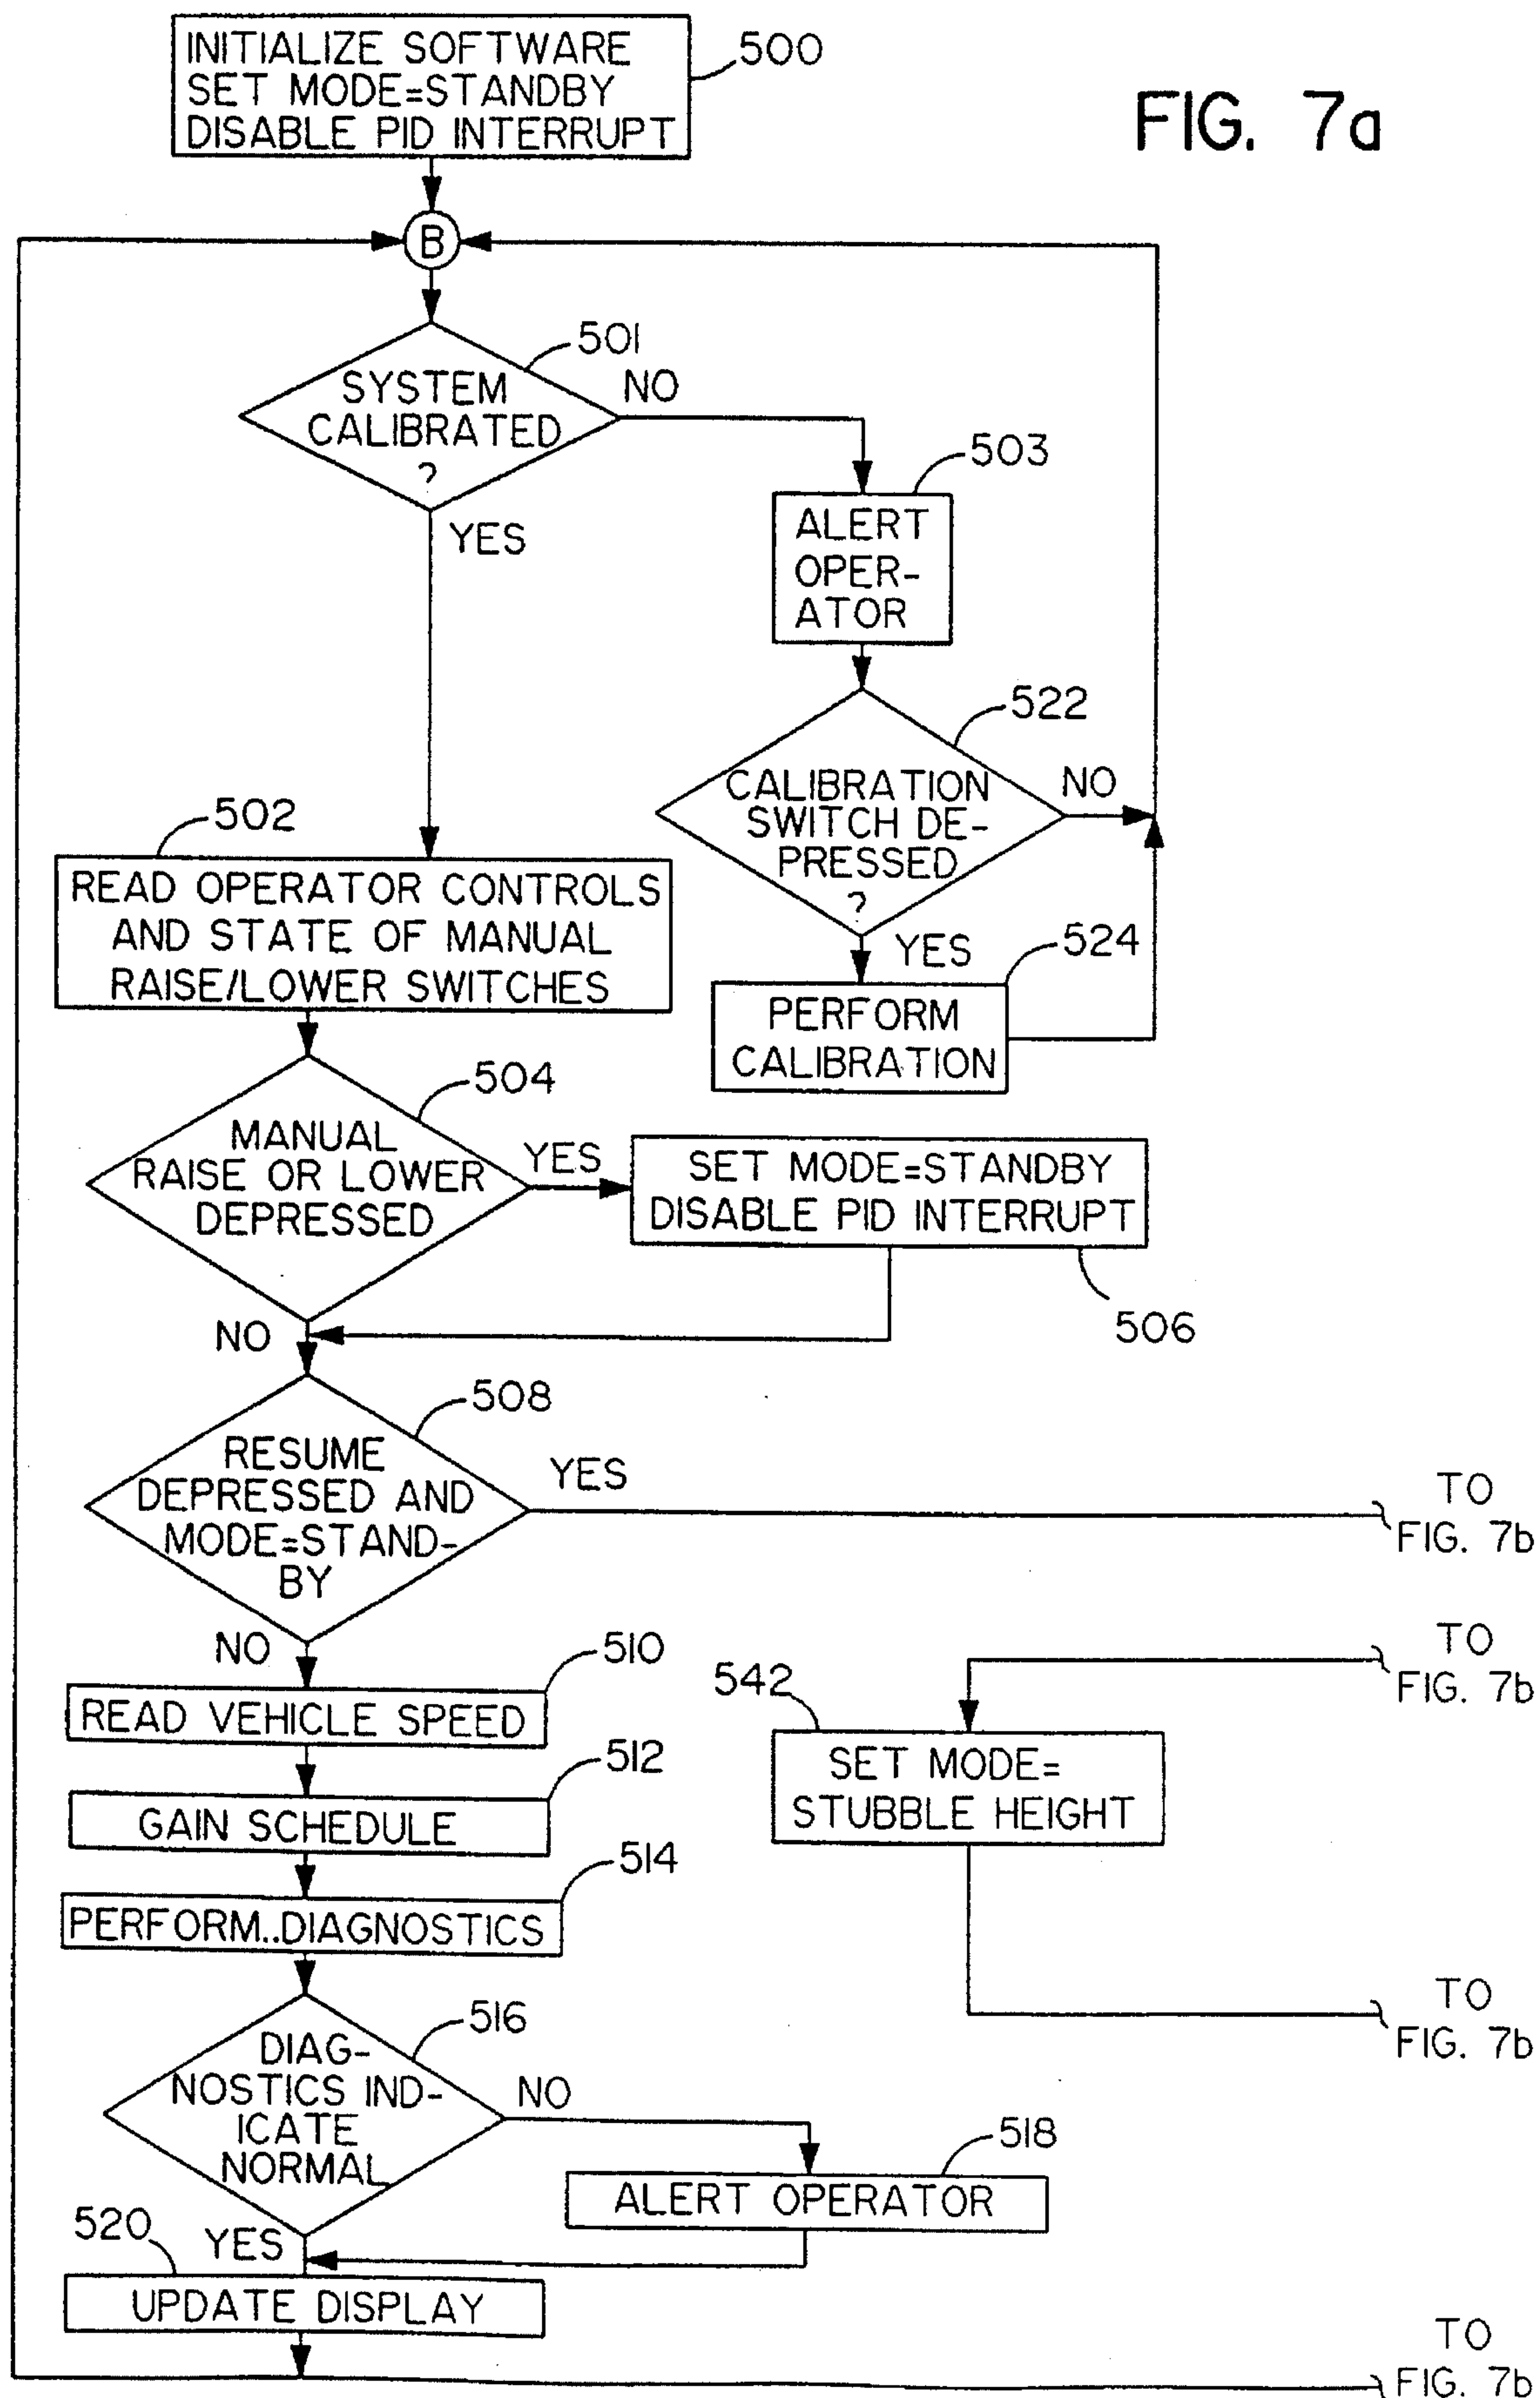 INITIALIZE SOFTWARE
SET MODE=STANDBY
DISABLE PID INTERRUPT
500
FIG. 7a
B
501
SYSTEM
CALIBRATED
?
NO
YES
503
ALERT
OPER-
ATOR
522
CALIBRATION
SWITCH DE-
PRESSED
?
NO
YES
524
PERFORM
CALIBRATION
502
READ OPERATOR CONTROLS
AND STATE OF MANUAL
RAISE/LOWER SWITCHES
504
MANUAL
RAISE OR LOWER
DEPRESSED
YES
SET MODE=STANDBY
DISABLE PID INTERRUPT
506
NO
508
RESUME
DEPRESSED AND
MODE=STAND-
BY
YES
TO
FIG. 7b
NO
510
READ VEHICLE SPEED
TO
FIG. 7b
542
SET MODE=
STUBBLE HEIGHT
512
GAIN SCHEDULE
514
PERFORM..DIAGNOSTICS
TO
FIG. 7b
516
DIAG-
NOSTICS IND-
ICATE
NORMAL
NO
518
ALERT OPERATOR
YES
520
UPDATE DISPLAY
TO
FIG. 7b